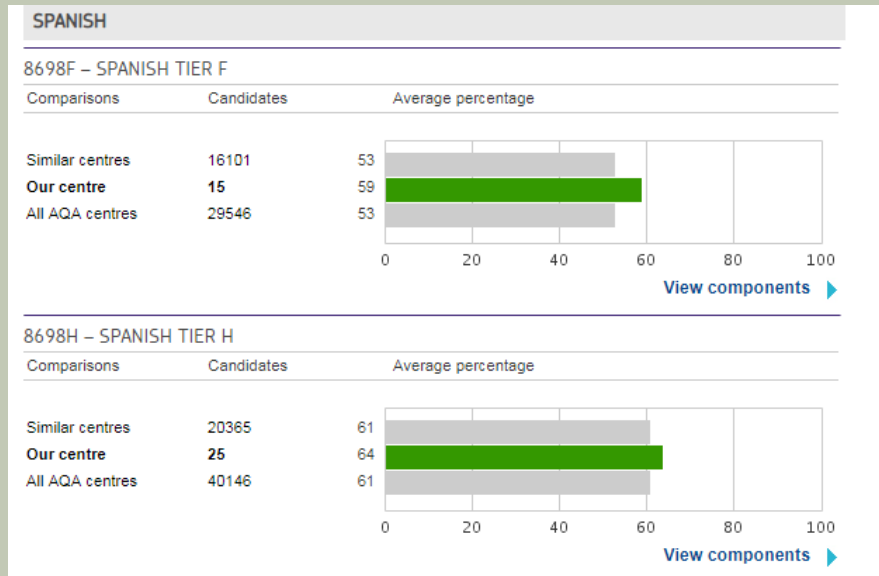 SPANISH
8698F – SPANISH TIER F
Comparisons Candidates Average percentage
Similar centres 16101 53
Our centre 15 59
All AQA centres 29546 53
0 20 40 60 80 100
View components
8698H – SPANISH TIER H
Comparisons Candidates Average percentage
Similar centres 20365 61
Our centre 25 64
All AQA centres 40146 61
0 20 40 60 80 100
View components